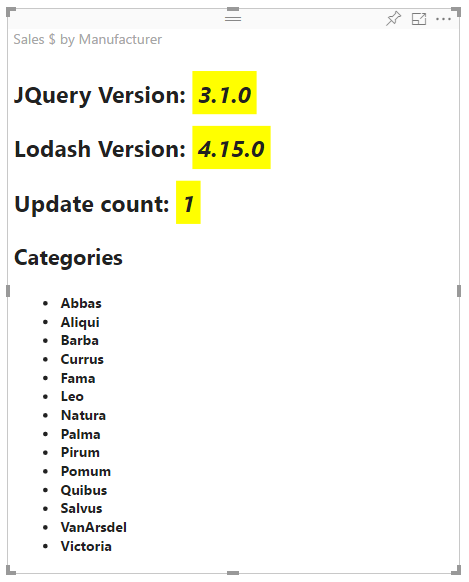 Sales $ by Manufacturer
JQuery Version: 3.1.0
Lodash Version: 4.15.0
Update count: 1
Categories
• Abbas
• Aliqui
• Barba
• Currus
• Fama
• Leo
• Natura
• Palma
• Pirum
• Pomum
• Quibus
• Salvus
• VanArsdel
• Victoria